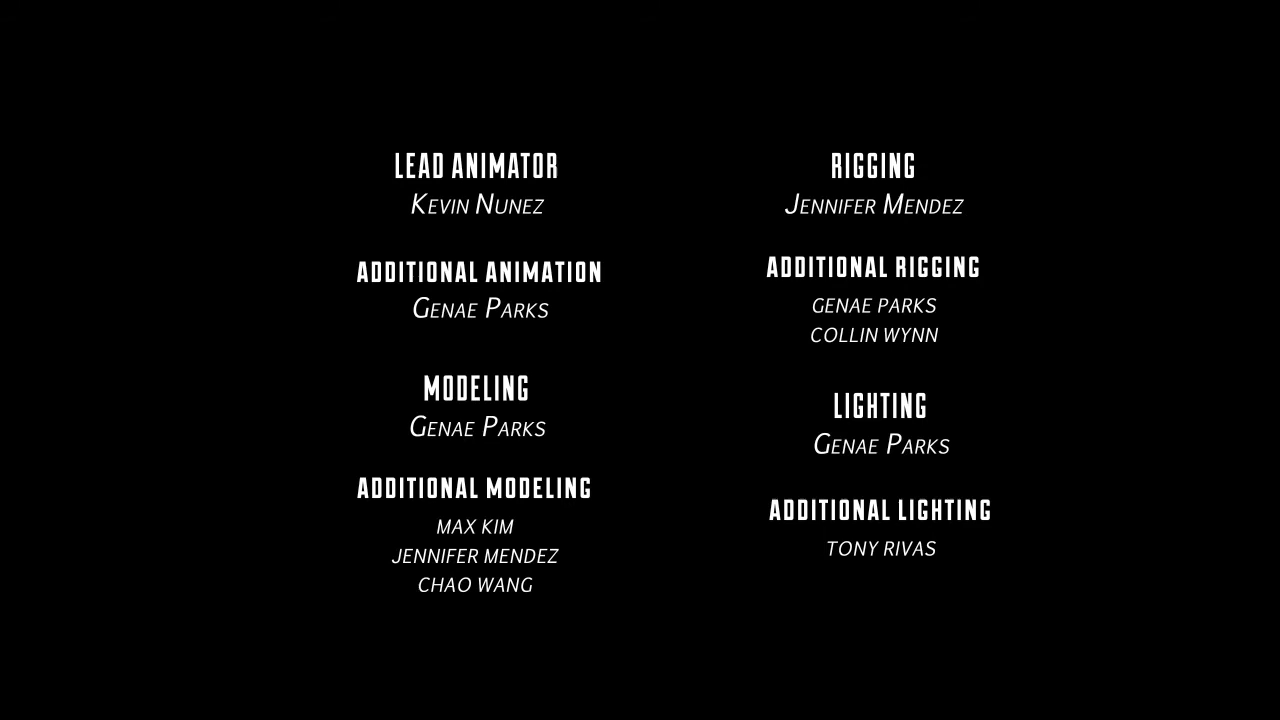 LEAD ANIMATOR
KEVIN NUNEZ
ADDITIONAL ANIMATION
GENAE PARKS
MODELING
GENAE PARKS
ADDITIONAL MODELING
MAX KIM
JENNIFER MENDEZ
CHAO WANG
RIGGING
JENNIFER MENDEZ
ADDITIONAL RIGGING
GENAE PARKS
COLLIN WYNN
LIGHTING
GENAE PARKS
ADDITIONAL LIGHTING
TONY RIVAS